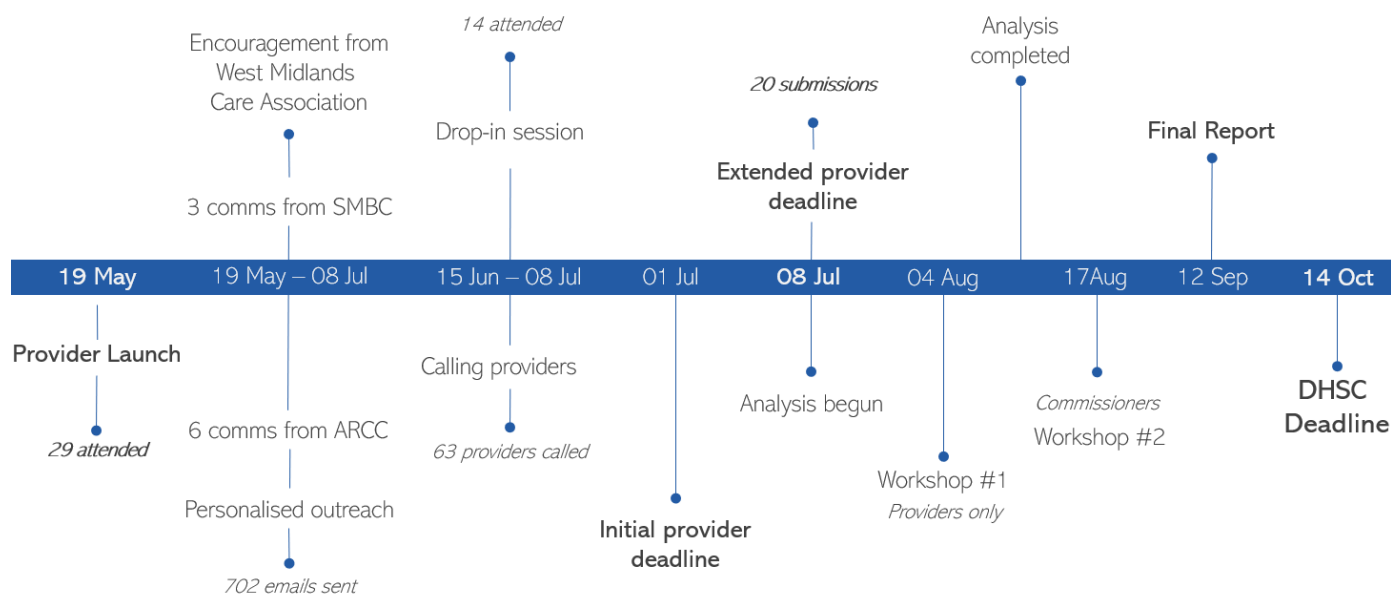 14 attended
Encouragement from
West Midlands
Care Association
Analysis
completed
20 submissions
Drop-in session
Final Report
Extended provider
deadline
3 comms from SMBC
19 May
19 May – 08 Jul
15 Jun – 08 Jul
01 Jul
08 Jul
04 Aug
17Aug
12 Sep
14 Oct
Provider Launch
29 attended
6 comms from ARCC
Personalised outreach
702 emails sent
Calling providers
63 providers called
Initial provider
deadline
Analysis begun
Workshop #1
Providers only
Commissioners
Workshop #2
DHSC
Deadline